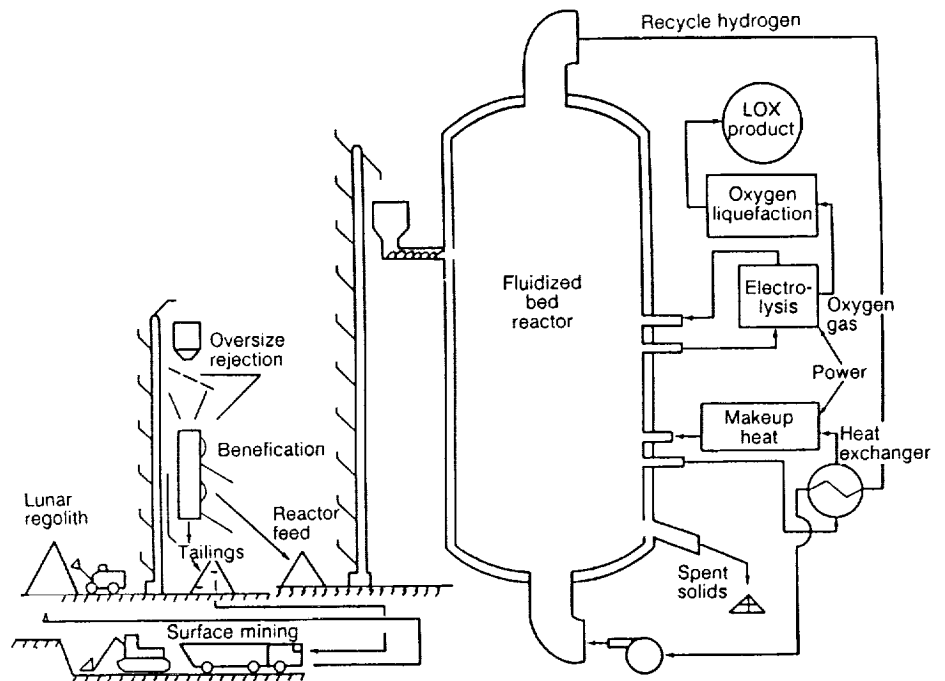 Recycle hydrogen
LOX
product
Oxygen
liquefaction
Fluidized
bed
reactor
Electro-
lysis
Oxygen
gas
Oversize
rejection
Power
Makeup
heat
Heat
exchanger
Benefication
Lunar
regolith
Reactor
feed
Tailings
Spent
solids
Surface mining